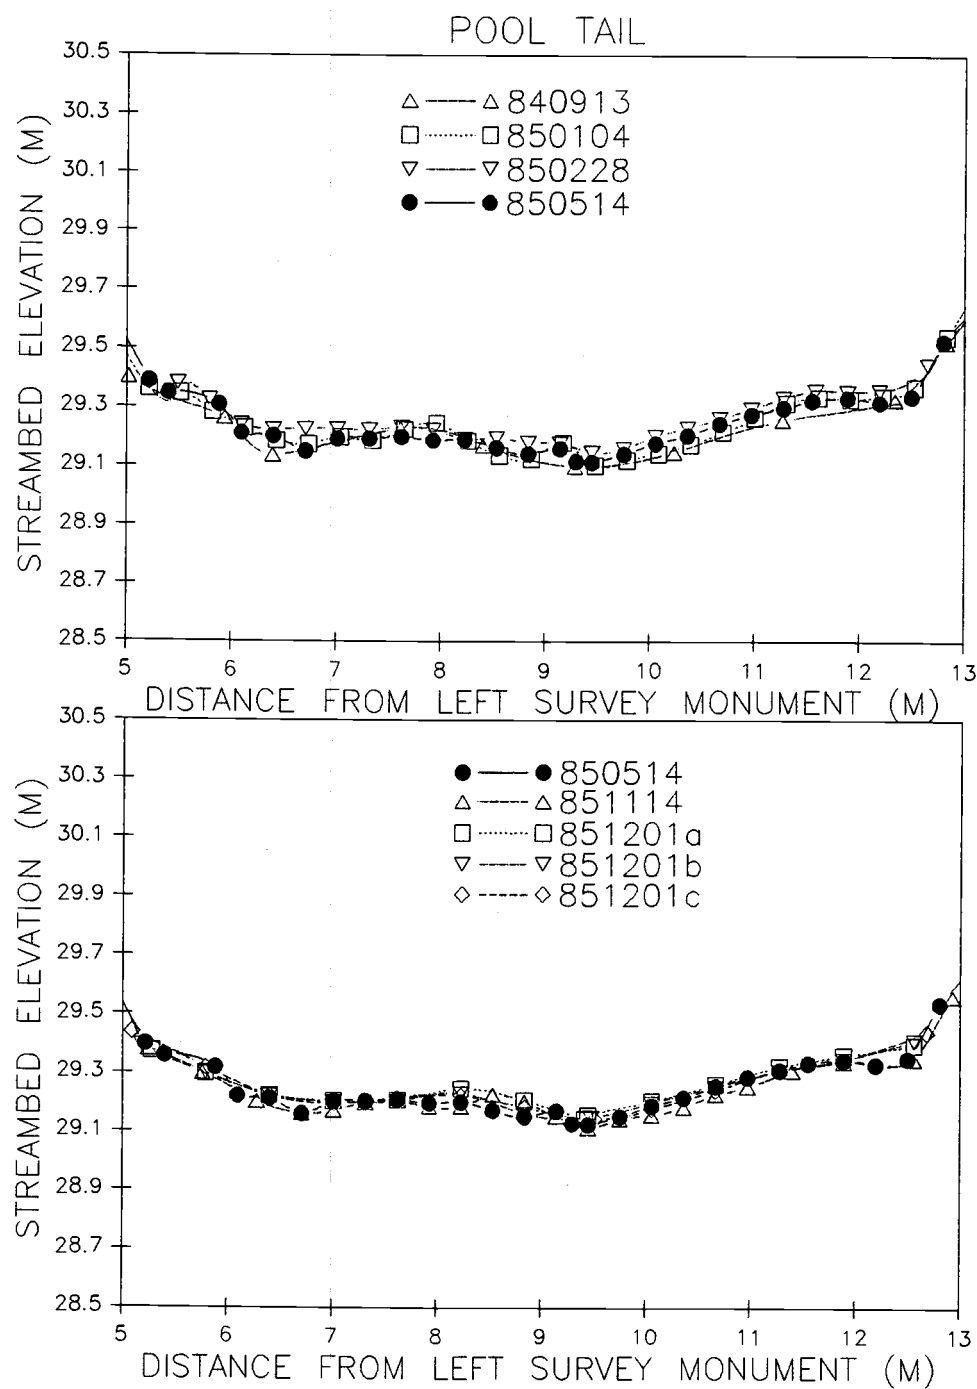 POOL TAIL
30.5
30.3
30.1
29.9
29.7
29.5
29.3
29.1
28.9
28.7
28.5
STREAMBED ELEVATION (M)
840913
850104
850228
850514
5 6 7 8 9 10 11 12 13
DISTANCE FROM LEFT SURVEY MONUMENT (M)
30.5
30.3
30.1
29.9
29.7
29.5
29.3
29.1
28.9
28.7
28.5
STREAMBED ELEVATION (M)
850514
851114
851201a
851201b
851201c
5 6 7 8 9 10 11 12 13
DISTANCE FROM LEFT SURVEY MONUMENT (M)